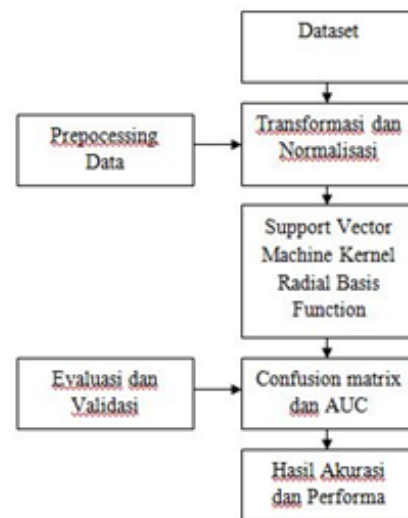 Dataset
Prepocessing
Data
Transformasi dan
Normalisasi
Support Vector
Machine Kernel
Radial Basis
Function
Evaluasi dan
Validasi
Confusion matrix
dan AUC
Hasil Akurasi
dan Performa